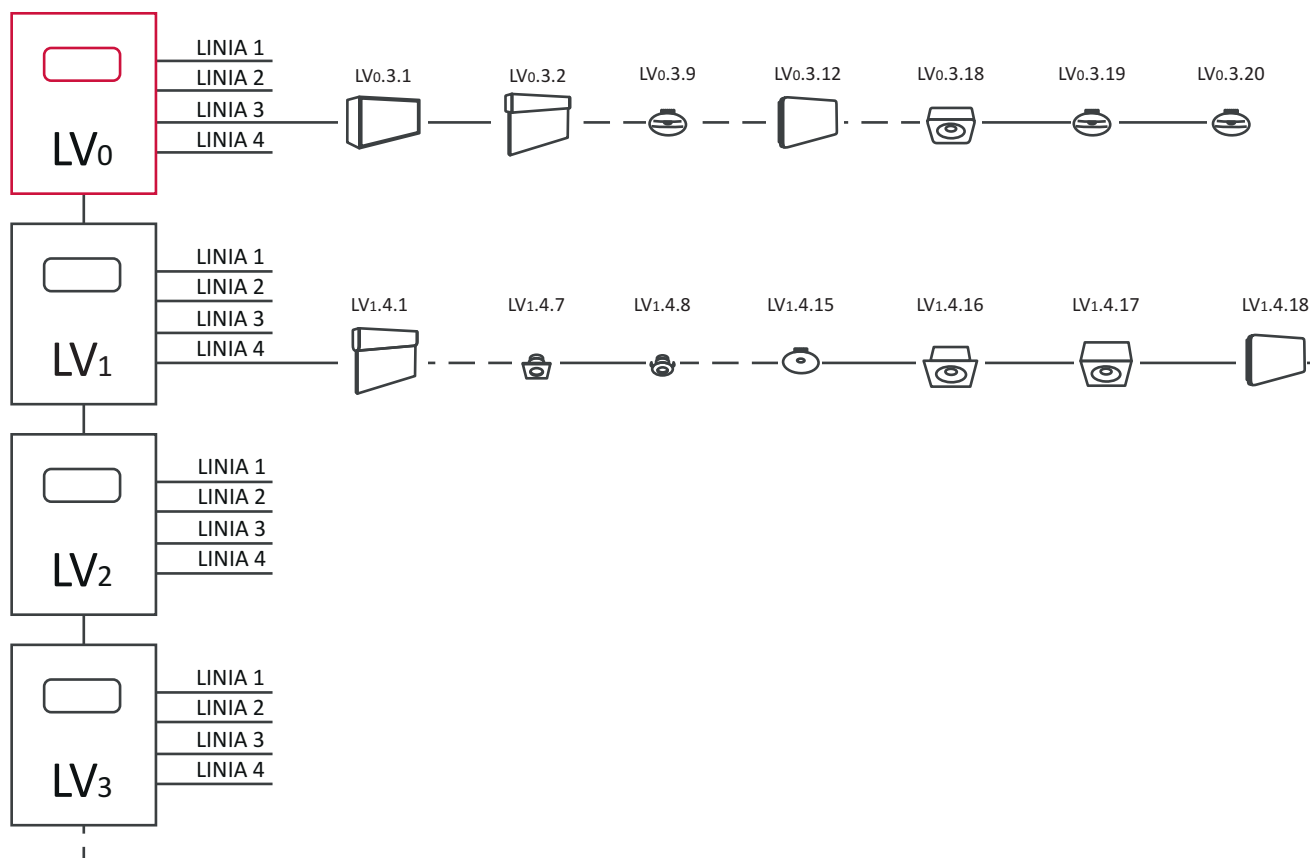 LINIA 1
LINIA 2
LINIA 3
LINIA 4
LV0
LV0.3.1 LV0.3.2 LV0.3.9 LV0.3.12 LV0.3.18 LV0.3.19 LV0.3.20
LINIA 1
LINIA 2
LINIA 3
LINIA 4
LV1
LV1.4.1 LV1.4.7 LV1.4.8 LV1.4.15 LV1.4.16 LV1.4.17 LV1.4.18
LINIA 1
LINIA 2
LINIA 3
LINIA 4
LV2
LINIA 1
LINIA 2
LINIA 3
LINIA 4
LV3